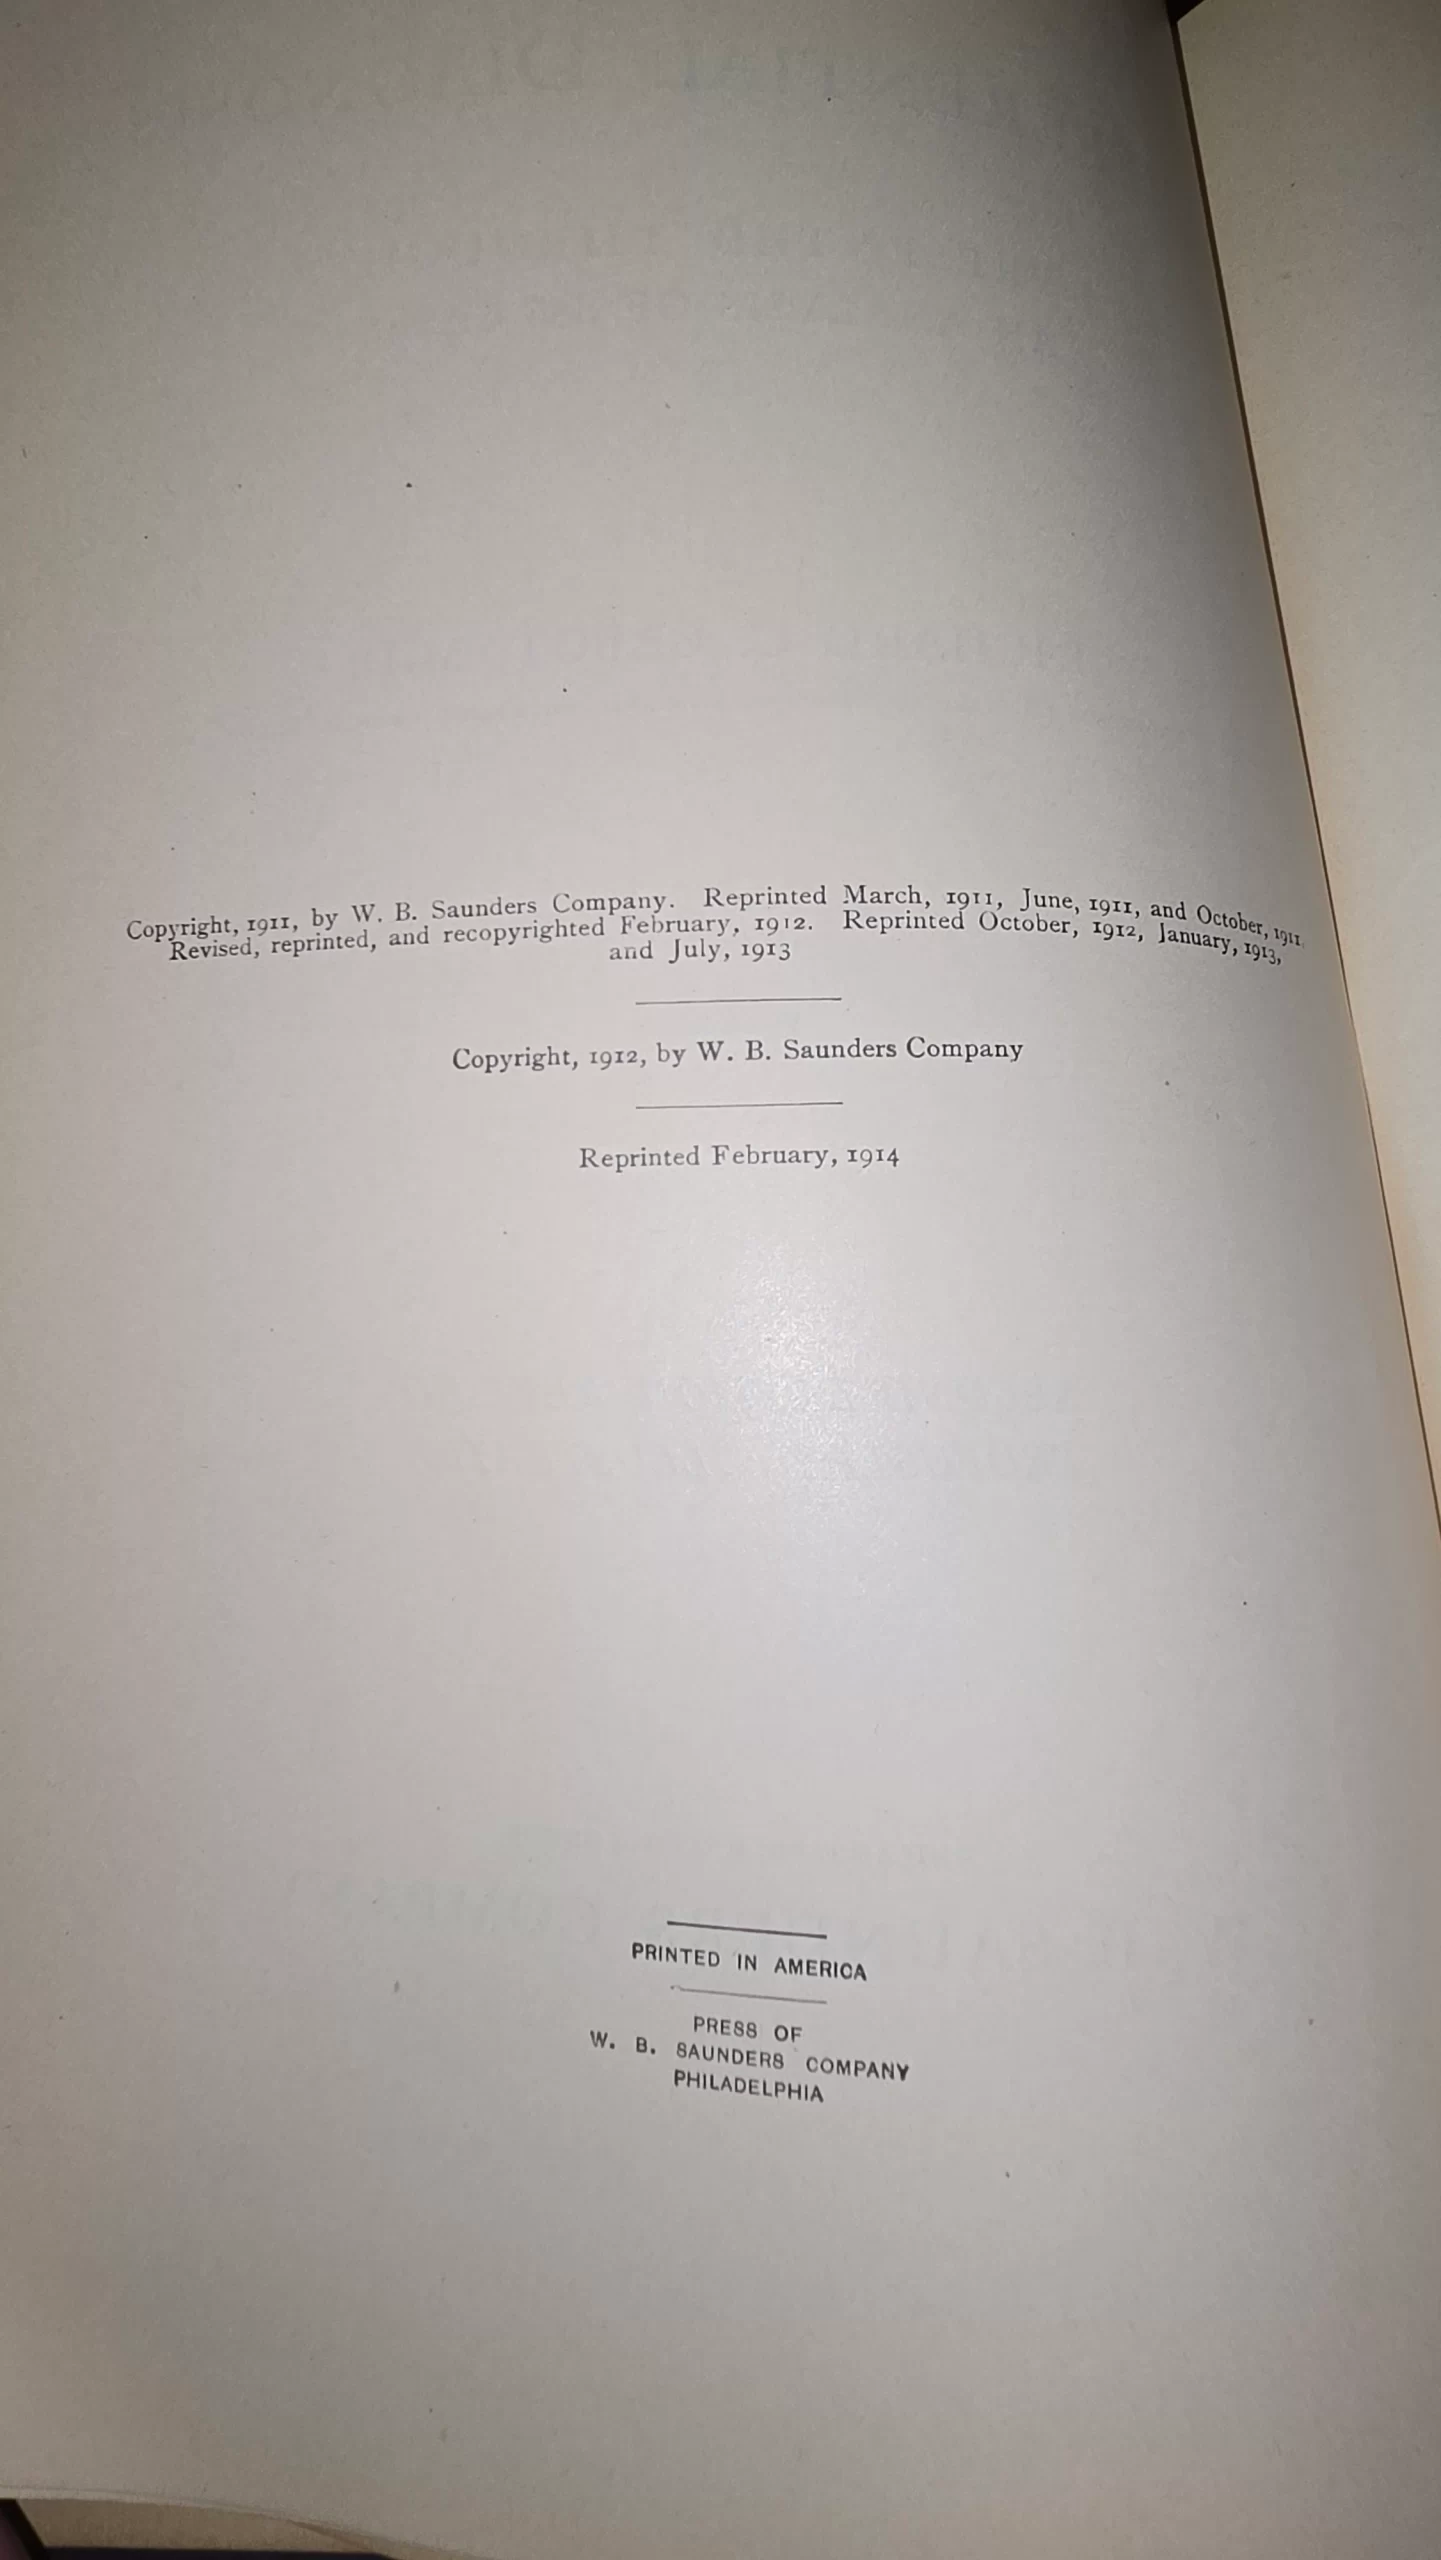 Copyright, 1911, by W. B. Saunders Company. Reprinted March, 1911, June, 1911, and October, 1911.
Revised, reprinted, and recopyrighted February, 1912. Reprinted October, 1912, January, 1913,
and July, 1913
Copyright, 1912, by W. B. Saunders Company
Reprinted February, 1914
PRINTED IN AMERICA
PRESS OF
W. B. SAUNDERS COMPANY
PHILADELPHIA